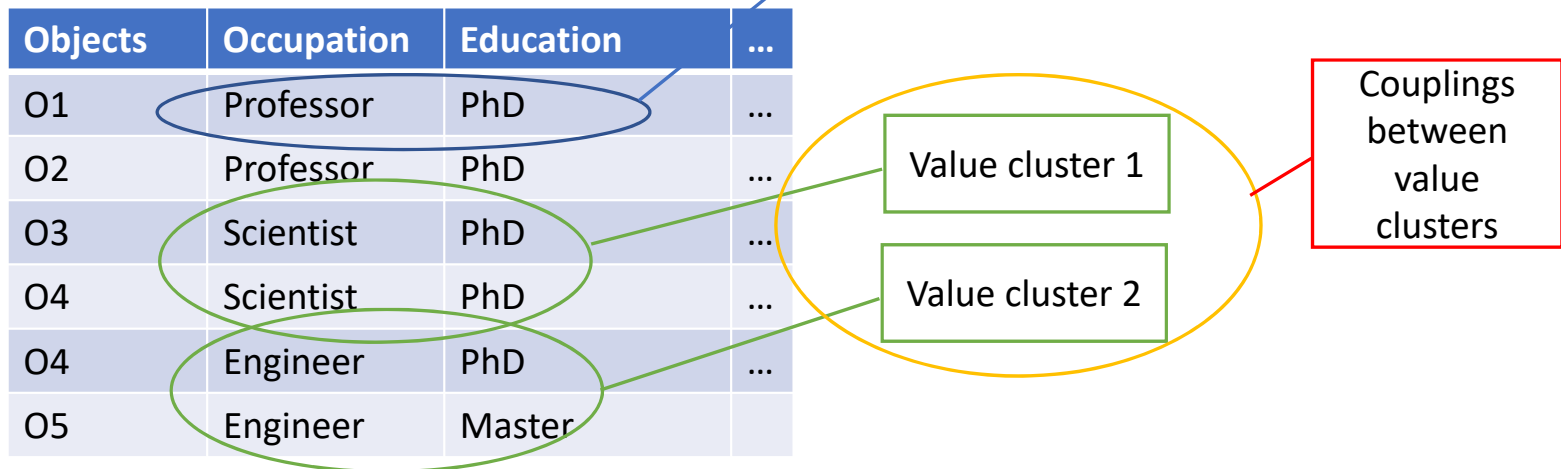 Objects Occupation Education ...
O1 Professor PhD ...
O2 Professor PhD ...
O3 Scientist PhD ...
O4 Scientist PhD ...
O4 Engineer PhD ...
O5 Engineer Master
Value cluster 1
Value cluster 2
Couplings
between
value
clusters